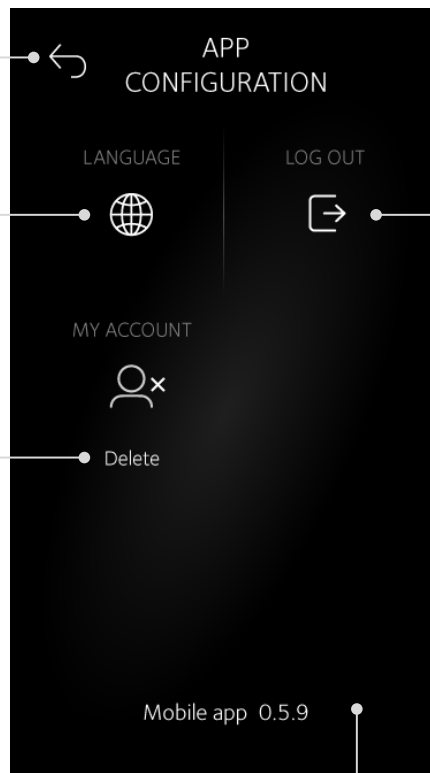 APP
CONFIGURATION
LANGUAGE
LOG OUT
MY ACCOUNT
Delete
Mobile app 0.5.9